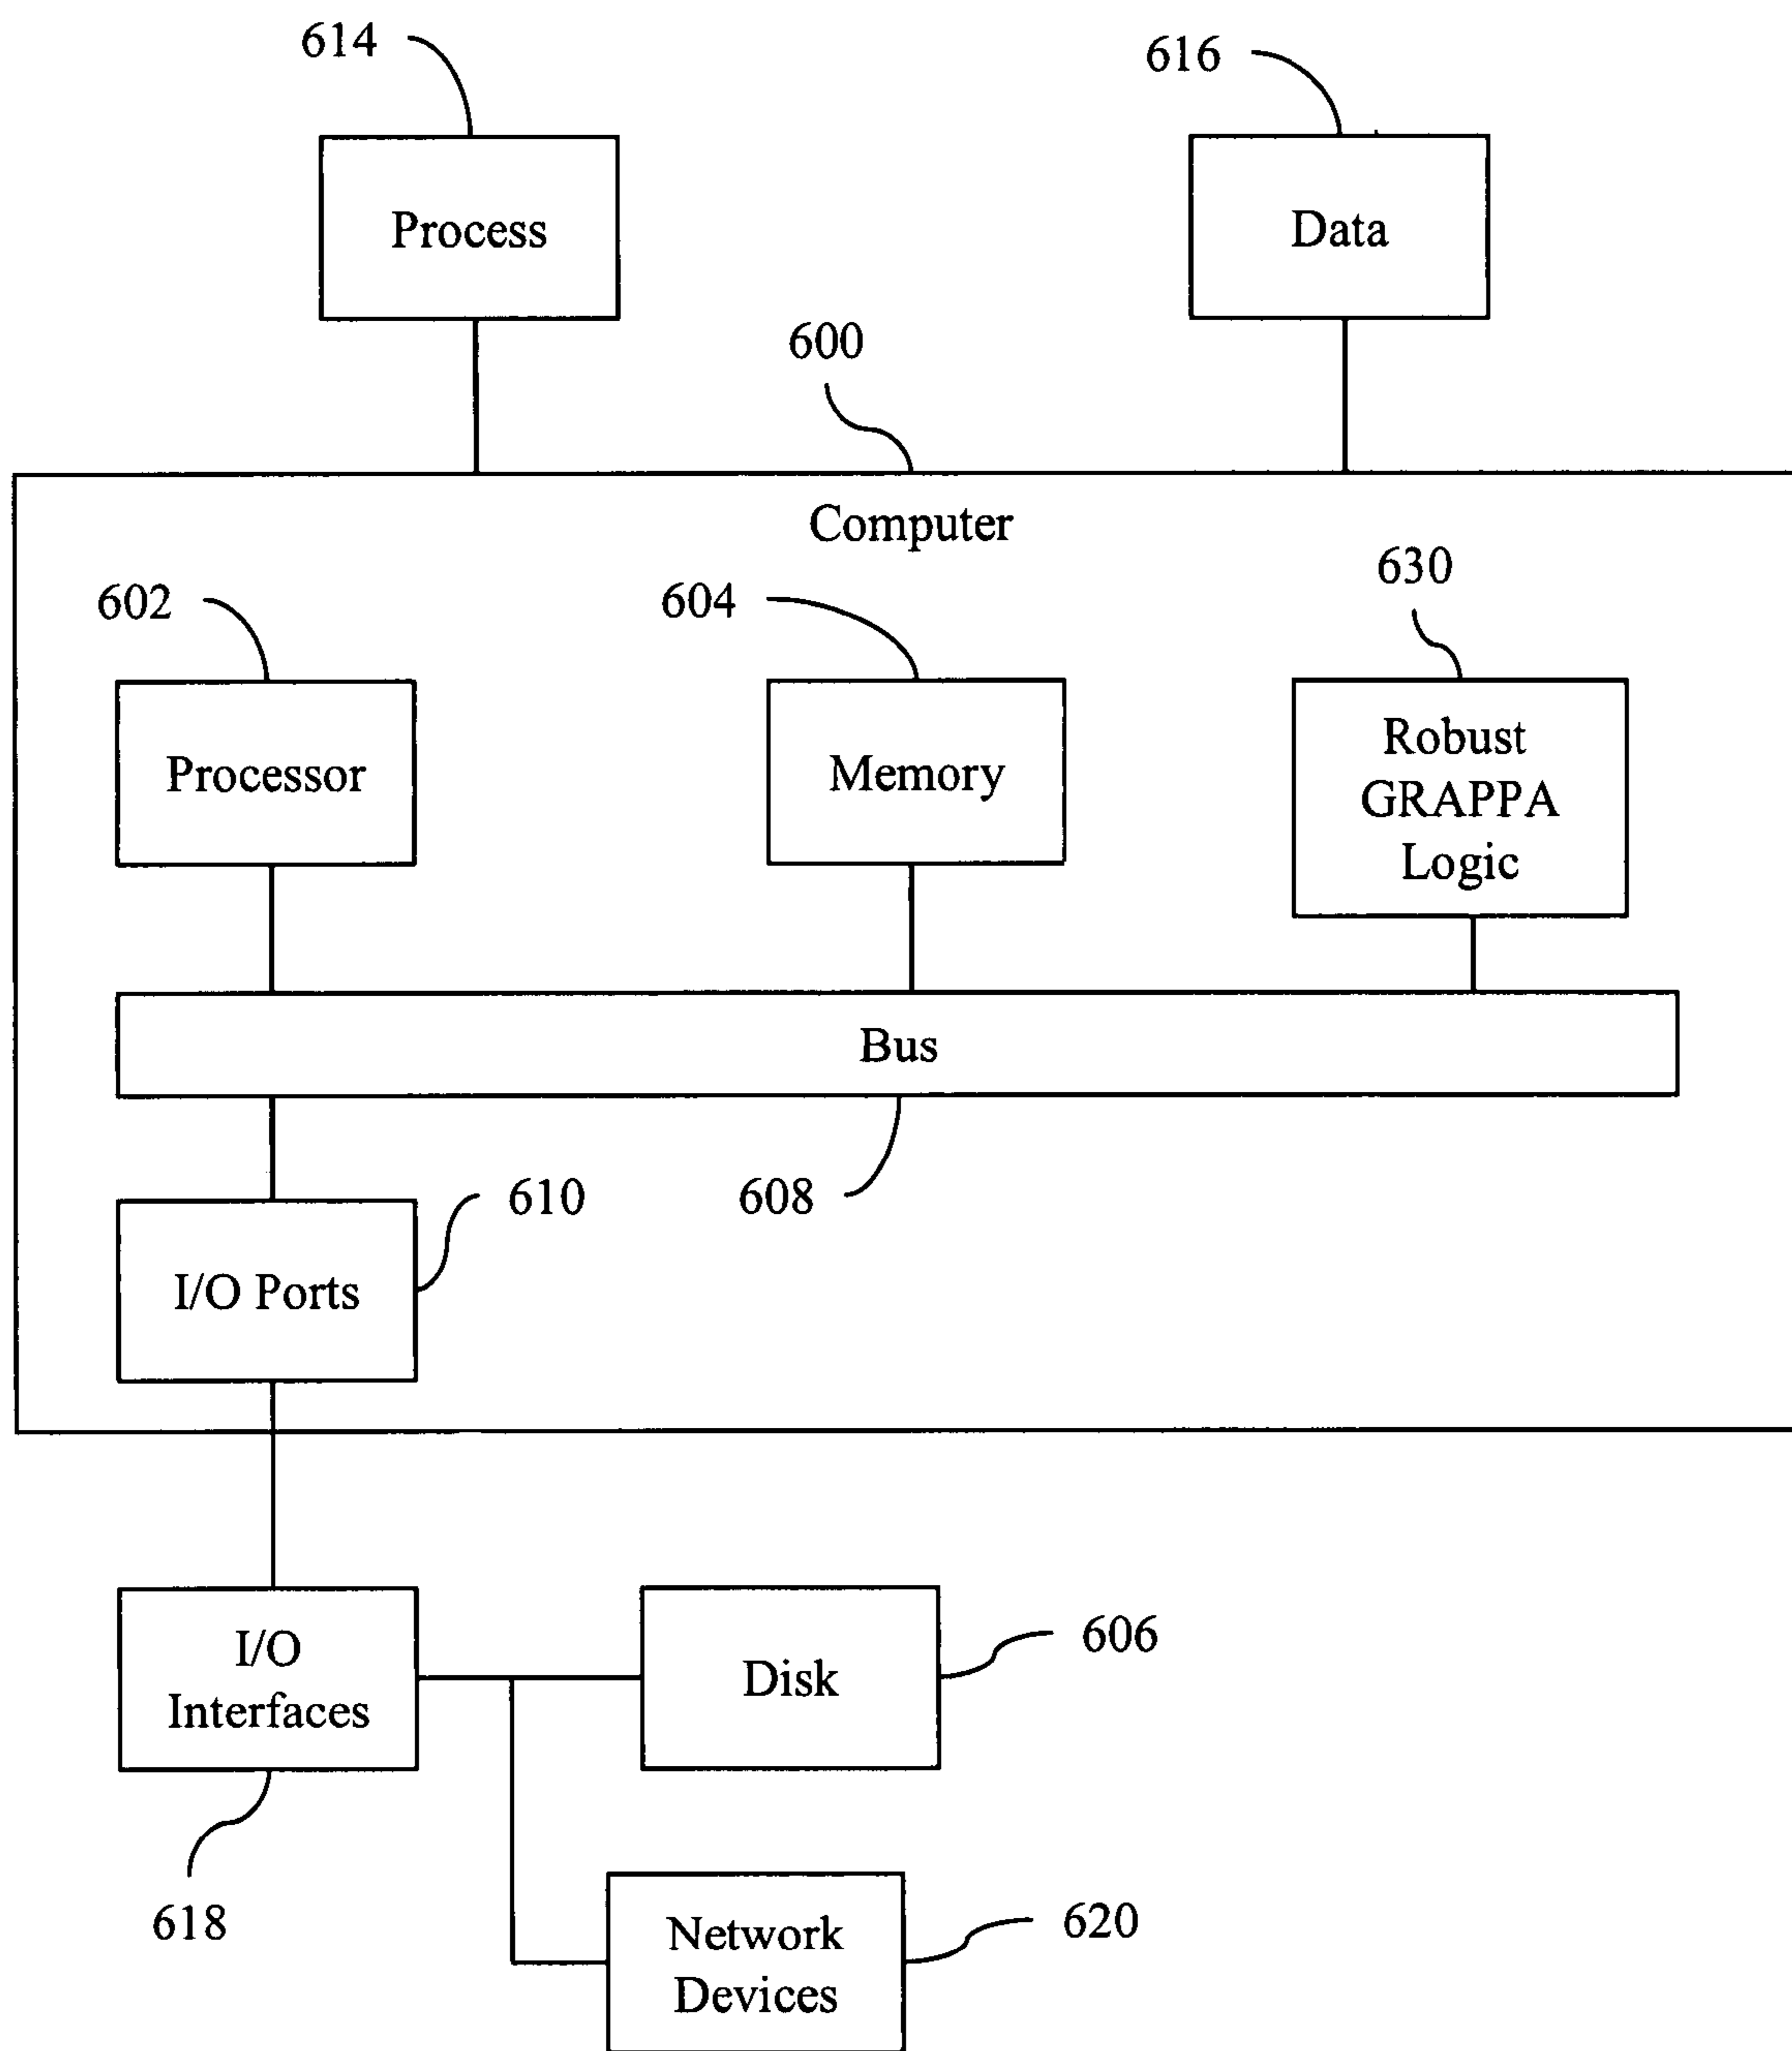 614
616
Process
Data
600
Computer
630
602
604
Processor
Memory
Robust
GRAPPA
Logic
Bus
610
608
I/O Ports
I/O
Interfaces
Disk
606
618
Network
Devices
620